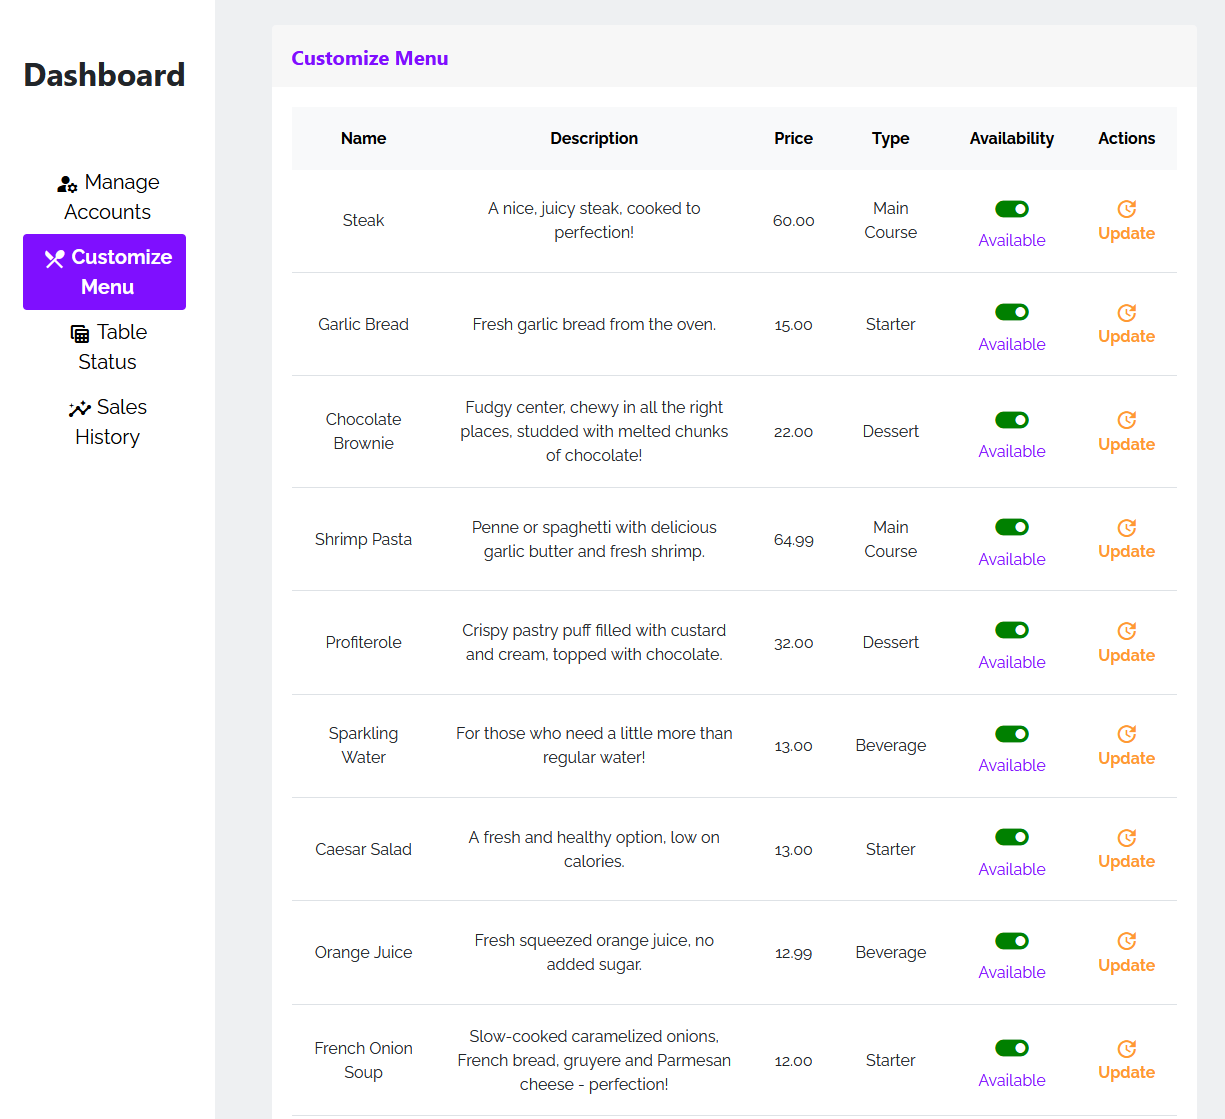 Dashboard
Manage
Accounts
Customize
Menu
Table
Status
Sales
History
Customize Menu
Name Description Price Type Availability Actions
Steak
A nice, juicy steak, cooked to
perfection!
60.00
Main
Course
Available
Update
Garlic Bread
Fresh garlic bread from the oven.
15.00
Starter
Available
Update
Chocolate
Brownie
Fudgy center, chewy in all the right
places, studded with melted chunks
of chocolate!
22.00
Dessert
Available
Update
Shrimp Pasta
Penne or spaghetti with delicious
garlic butter and fresh shrimp.
64.99
Main
Course
Available
Update
Profiterole
Crispy pastry puff filled with custard
and cream, topped with chocolate.
32.00
Dessert
Available
Update
Sparkling
Water
For those who need a little more than
regular water!
13.00
Beverage
Available
Update
Caesar Salad
A fresh and healthy option, low on
calories.
13.00
Starter
Available
Update
Orange Juice
Fresh squeezed orange juice, no
added sugar.
12.99
Beverage
Available
Update
French Onion
Soup
Slow-cooked caramelized onions,
French bread, gruyere and Parmesan
cheese - perfection!
12.00
Starter
Available
Update